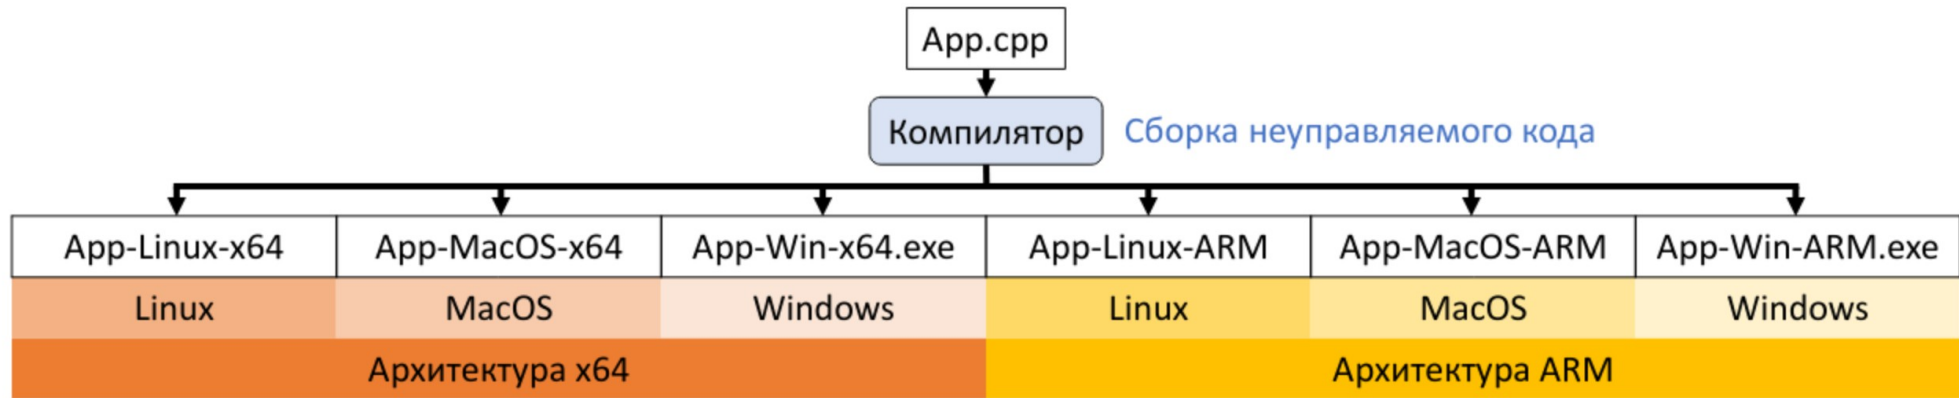 App.cpp
Компилятор
Сборка неуправляемого кода
App-Linux-x64
App-MacOS-x64
App-Win-x64.exe
App-Linux-ARM
App-MacOS-ARM
App-Win-ARM.exe
Linux
MacOS
Windows
Linux
MacOS
Windows
Архитектура x64
Архитектура ARM